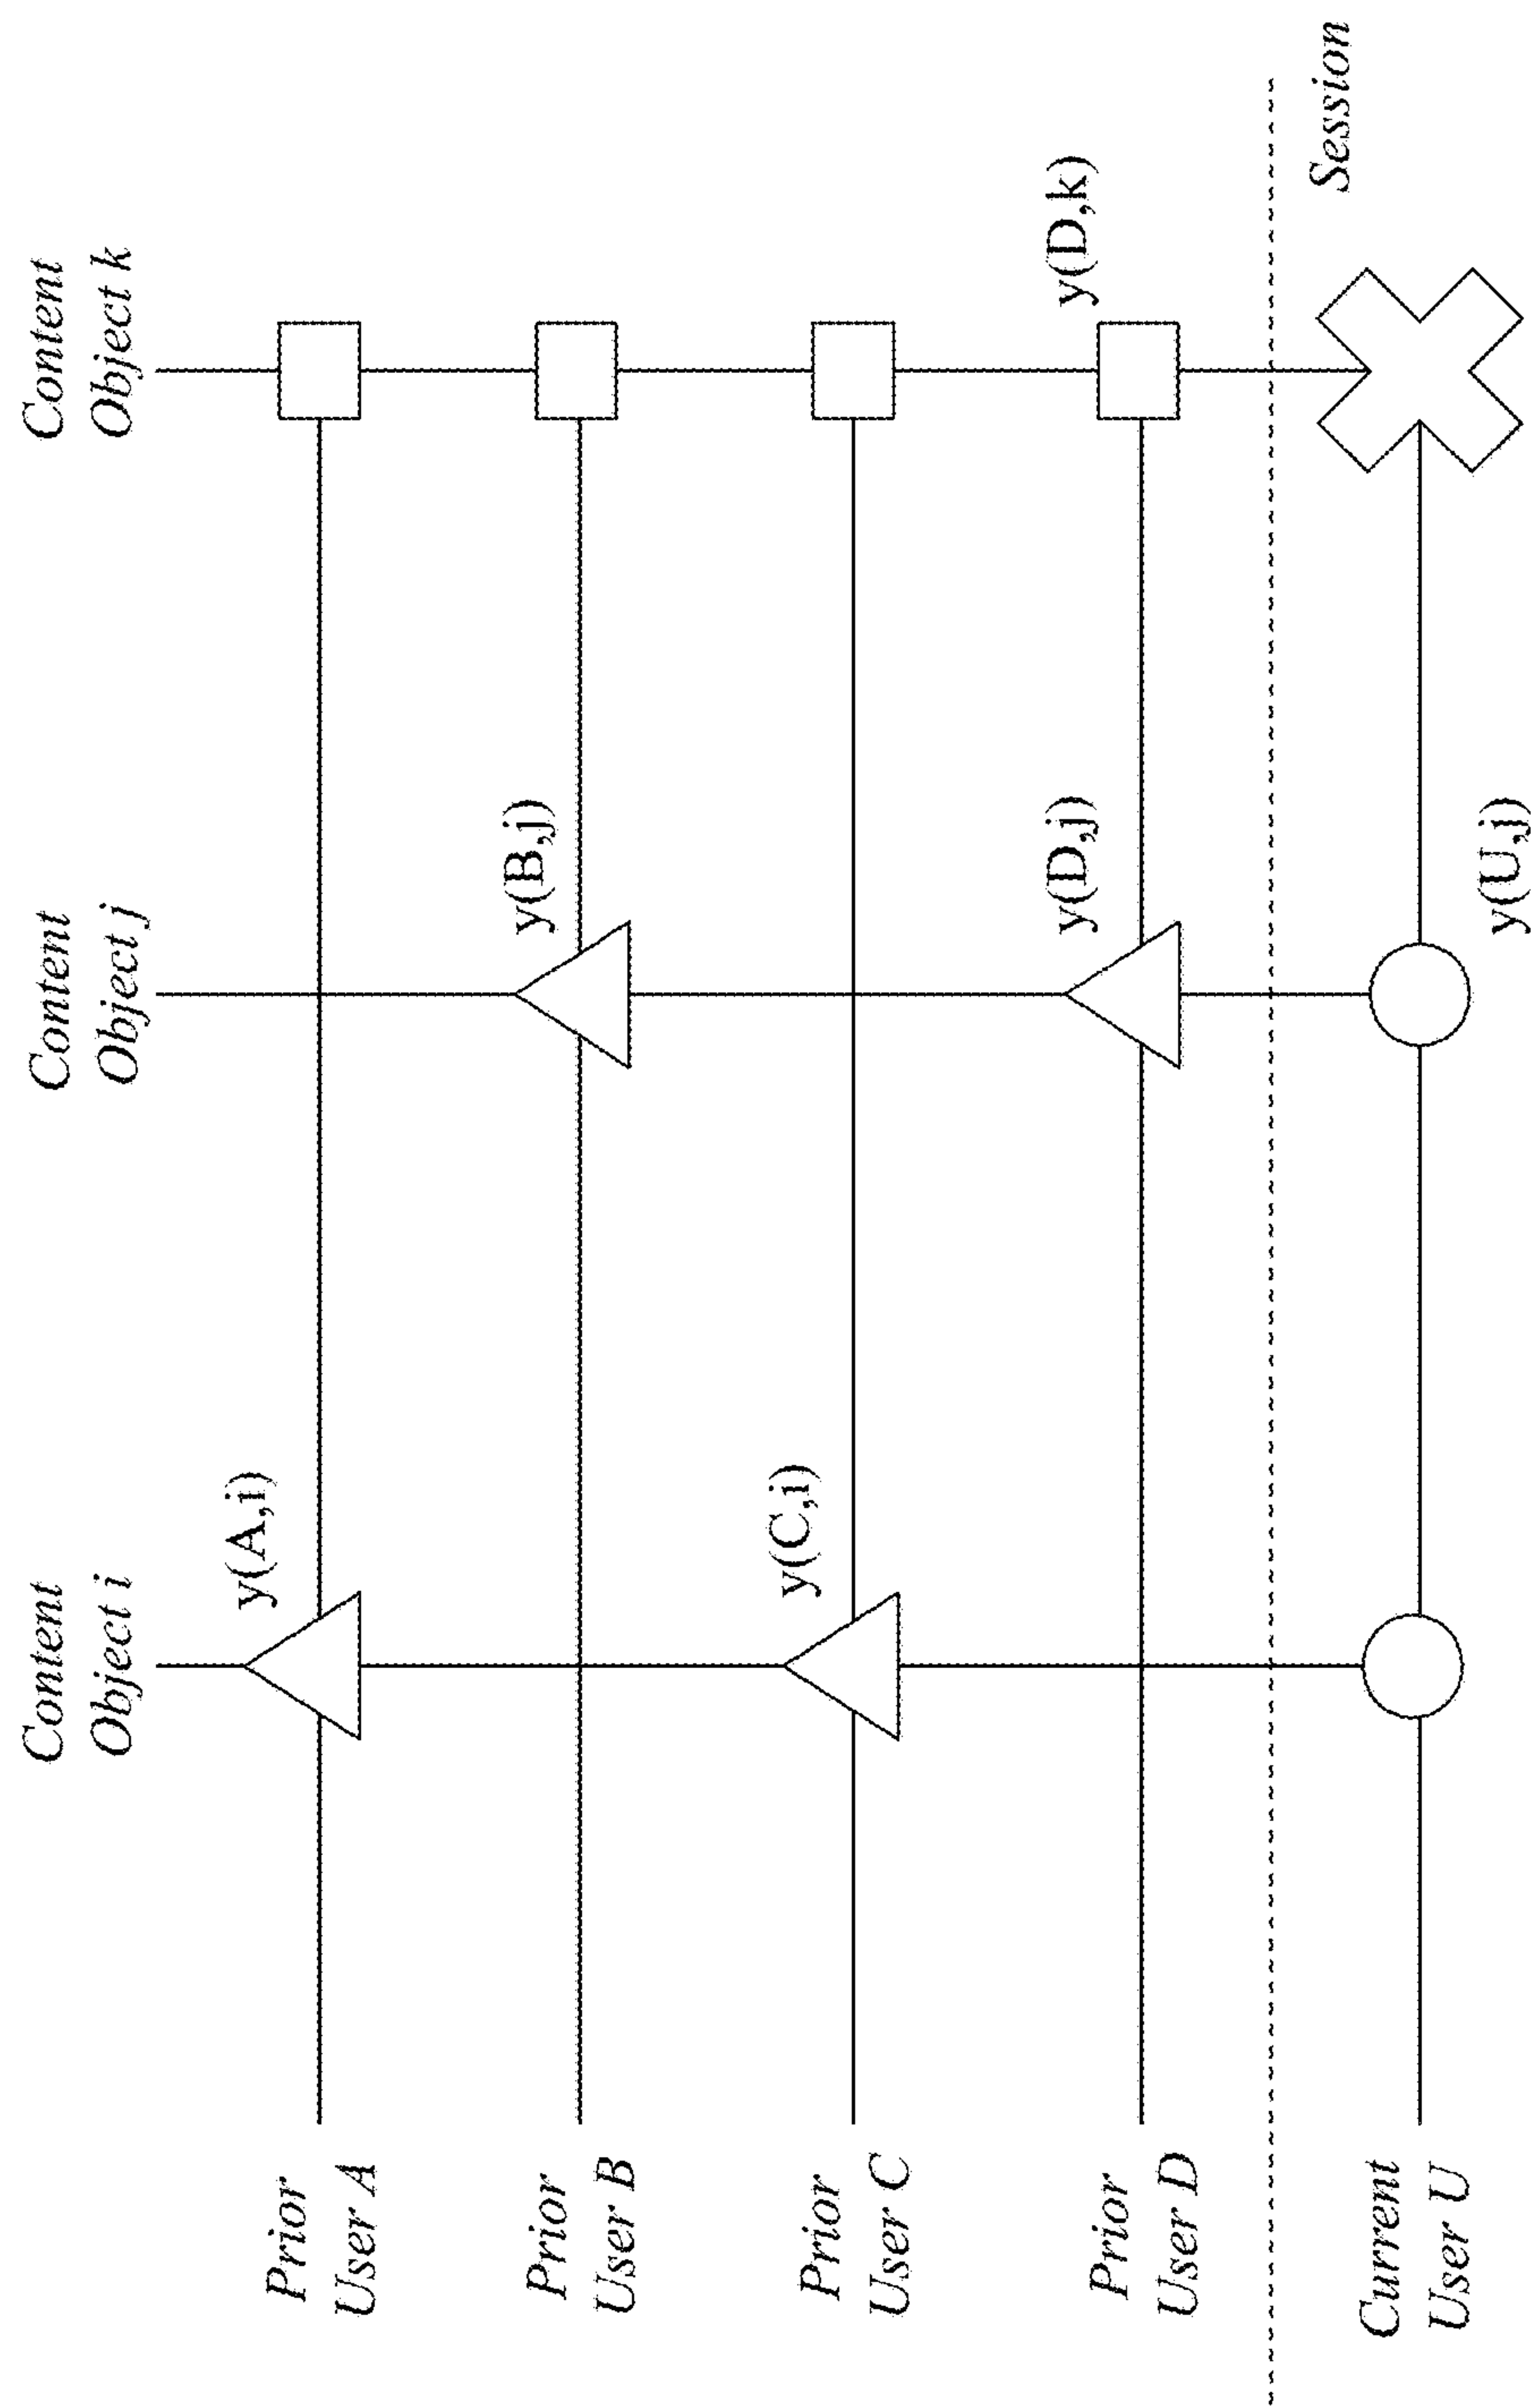 Content
Object i
Content
Object j
Content
Object k
Prior
User A
y(A,i)
Prior
User B
y(B,j)
Prior
User C
y(C,i)
Prior
User D
y(D,j)
y(D,k)
Session
Current
User U
y(U,j)